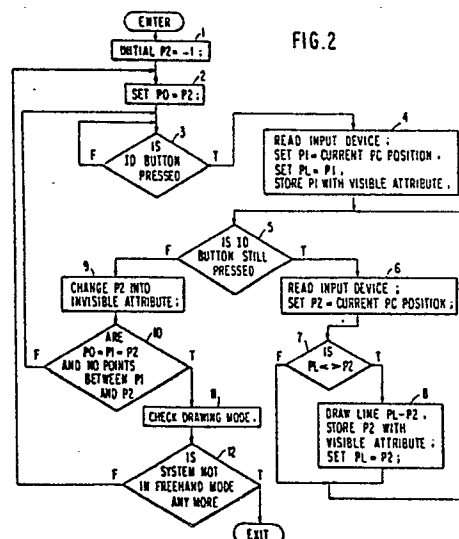 ENTER
FIG.2
1
INITIAL P2=-1;
2
SET P0=P2;
3
IS
ID BUTTON
PRESSED
F
T
4
READ INPUT DEVICE;
SET P1=CURRENT PC POSITION,
SET PL=P1,
STORE P1 WITH VISIBLE ATTRIBUTE,
5
IS ID
BUTTON STILL
PRESSED
F
T
9
CHANGE P2 INTO
INVISIBLE ATTRIBUTE;
6
READ INPUT DEVICE;
SET P2=CURRENT PC POSITION;
10
ARE
P0=P1=P2
AND NO POINTS
BETWEEN P1
AND P2
F
T
7
IS
PL<>P2
F
T
11
CHECK DRAWING MODE.
8
DRAW LINE PL-P2,
STORE P2 WITH
VISIBLE ATTRIBUTE;
SET PL=P2;
12
IS
SYSTEM NOT
IN FREEHAND MODE
ANY MORE
F
T
EXIT